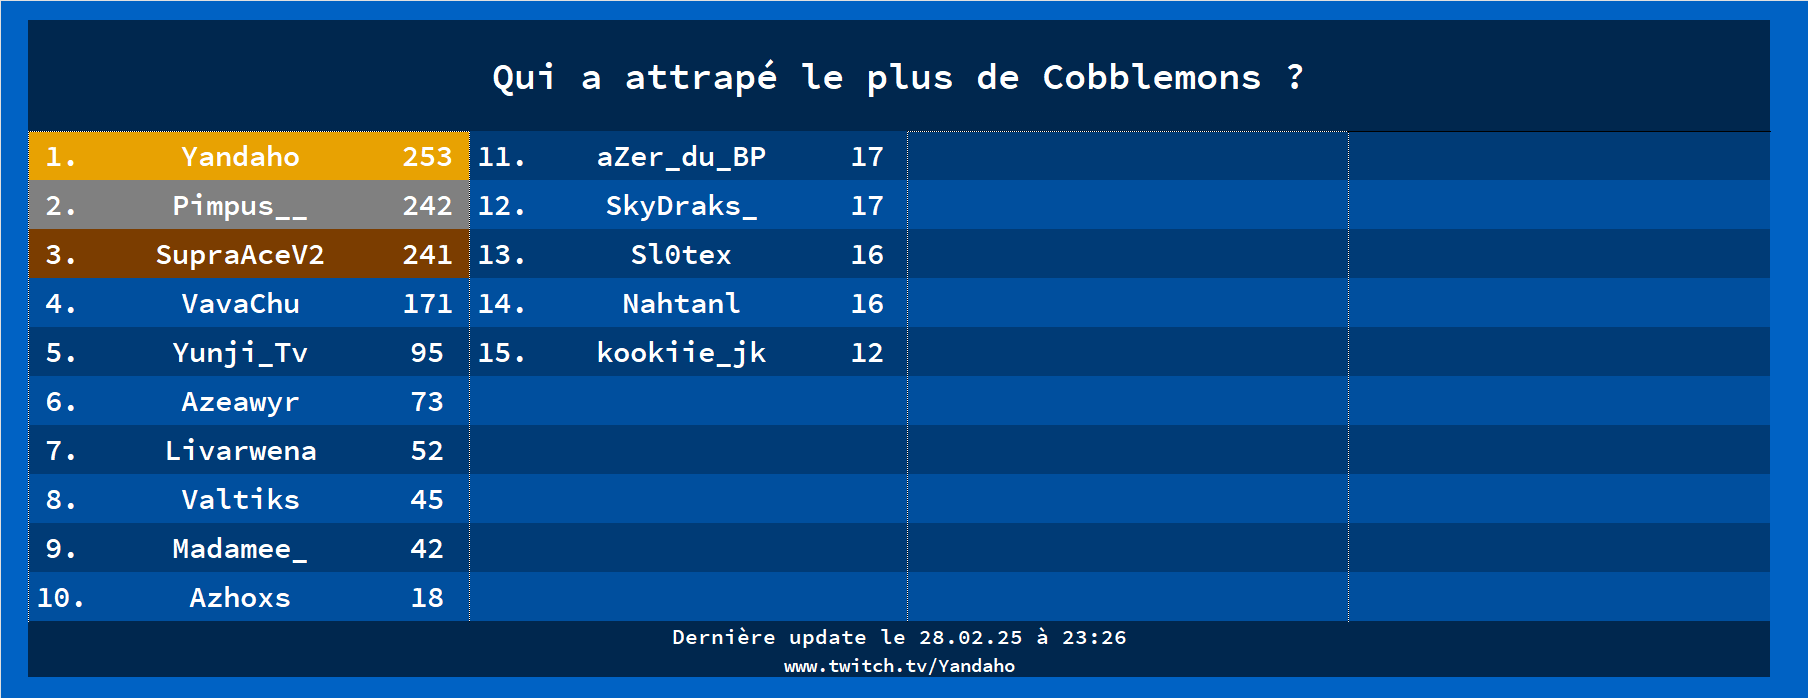 Qui a attrapé le plus de Cobblemons ?
1. Yandaho 253
2. Pimpus__ 242
3. SupraAceV2 241
4. VavaChu 171
5. Yunji_Tv 95
6. Azeawyr 73
7. Livarwena 52
8. Valtiks 45
9. Madamee_ 42
10. Azhoxs 18
11. aZer_du_BP 17
12. SkyDraks_ 17
13. Sl0tex 16
14. Nahtanl 16
15. kookiie_jk 12
Dernière update le 28.02.25 à 23:26
www.twitch.tv/Yandaho